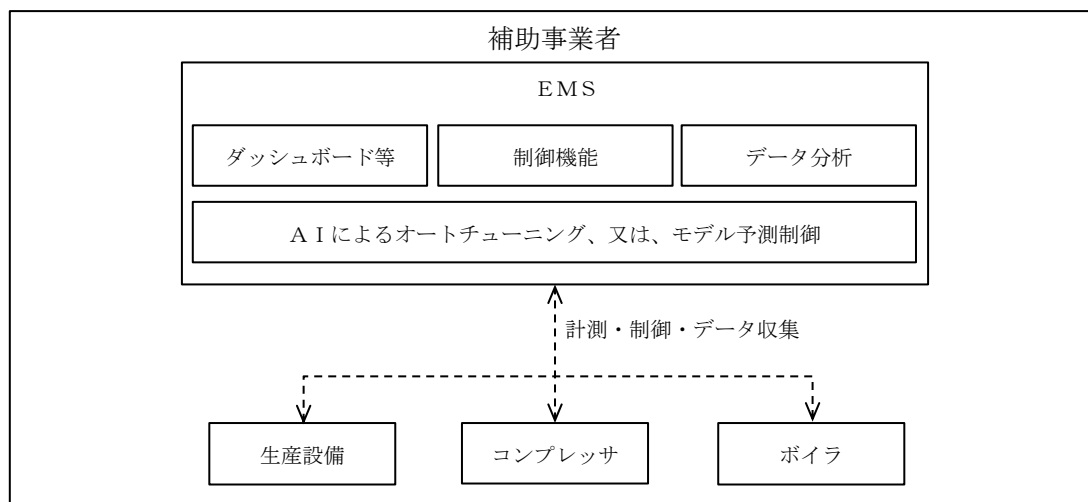 補助事業者
ＥＭＳ
ダッシュボード等
制御機能
データ分析
ＡＩによるオートチューニング、又は、モデル予測制御
計測・制御・データ収集
生産設備
コンプレッサ
ボイラ